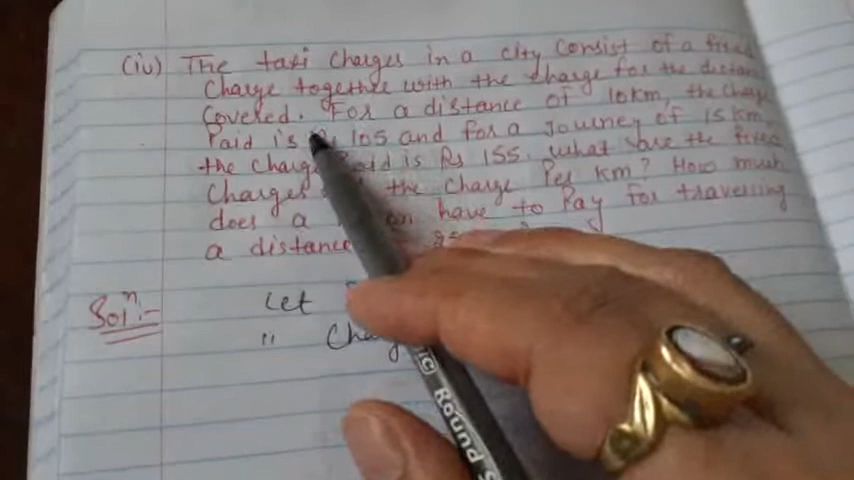 (iv) The taxi charges in a city consist of a fixed
charge together with the charge for the distan
covered. For a distance of 10km, the charge
Paid is Rs 105 and for a Journey of 15 km
the charge Paid is Rs 155. what are the fixed
charges the charge Per km? How much
does a have to Pay for travelling
a distance
Solⁿ:- Let
" Char
Round S